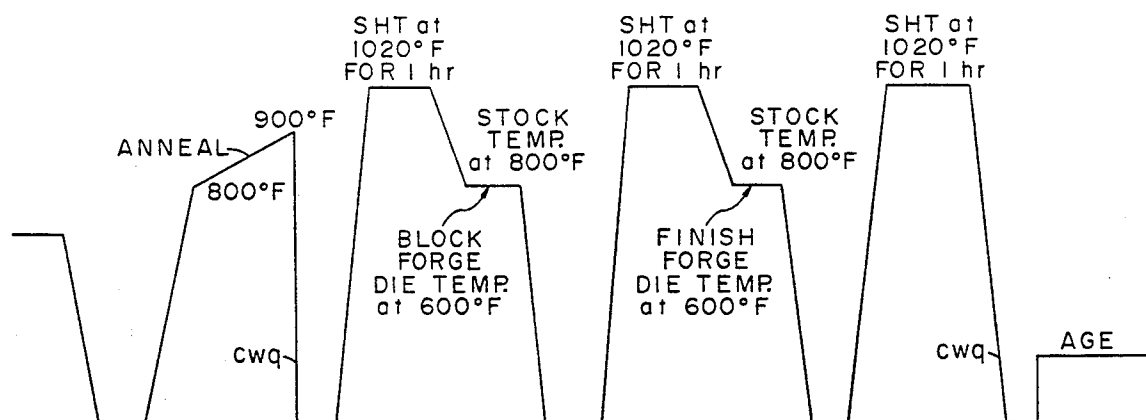 900°F
ANNEAL
800°F
cwq
SHT at
1020°F
FOR 1 hr
STOCK
TEMP.
at 800°F
BLOCK
FORGE
DIE TEMP.
at 600°F
SHT at
1020°F
FOR 1 hr
STOCK
TEMP.
at 800°F
FINISH
FORGE
DIE TEMP.
at 600°F
SHT at
1020°F
FOR 1 hr
cwq
AGE